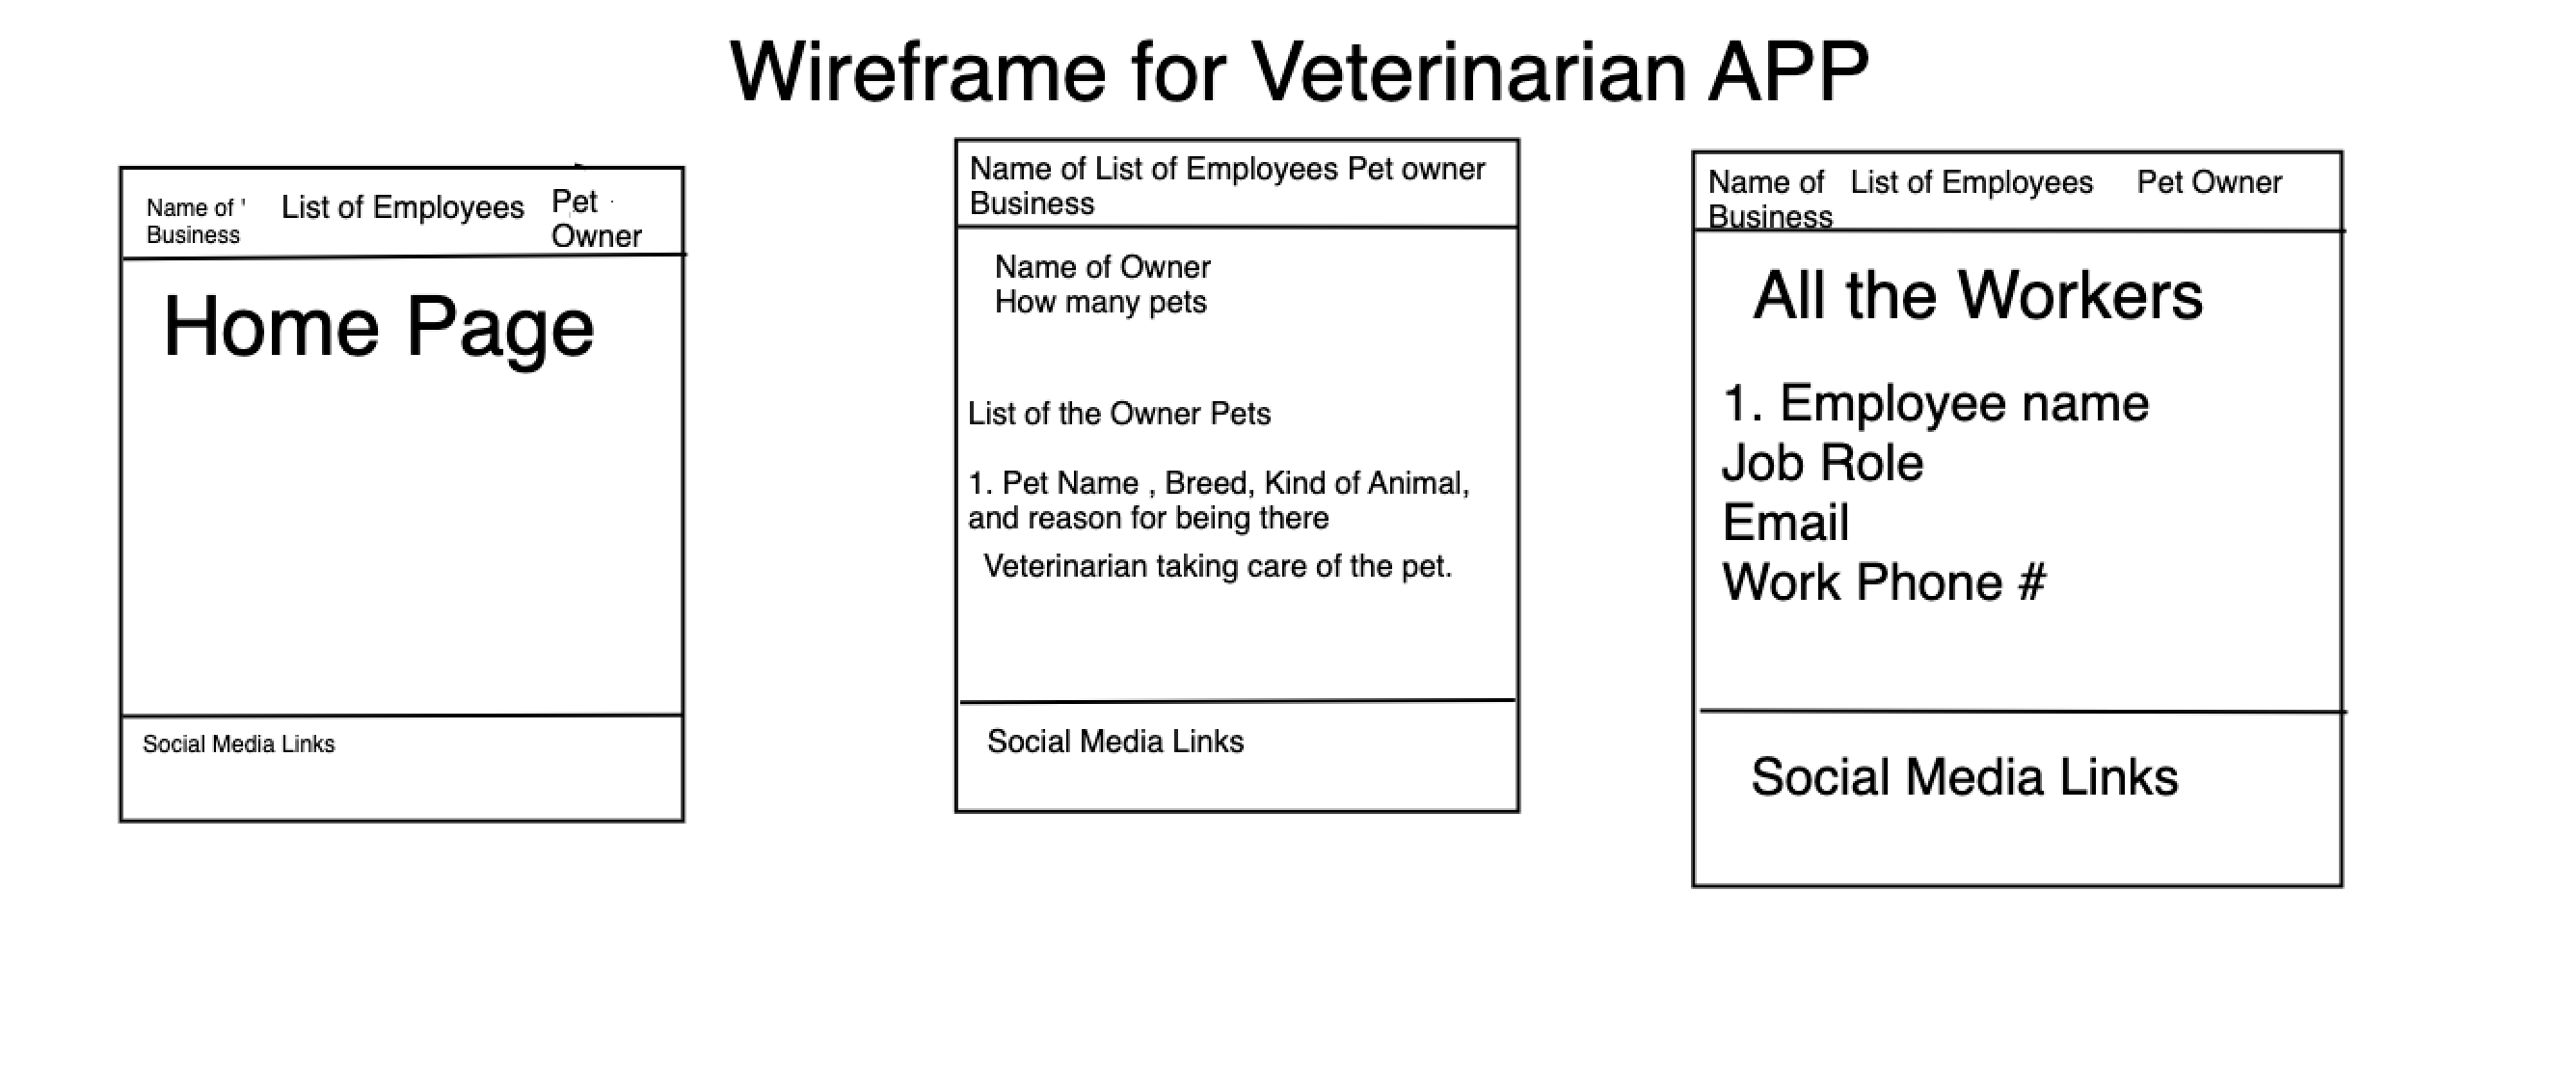 Wireframe for Veterinarian APP
Name of ' List of Employees Pet
Business Owner
Home Page
Social Media Links
Name of List of Employees Pet owner
Business
Name of Owner
How many pets
List of the Owner Pets
1. Pet Name , Breed, Kind of Animal,
and reason for being there
Veterinarian taking care of the pet.
Social Media Links
Name of List of Employees Pet Owner
Business
All the Workers
1. Employee name
Job Role
Email
Work Phone #
Social Media Links